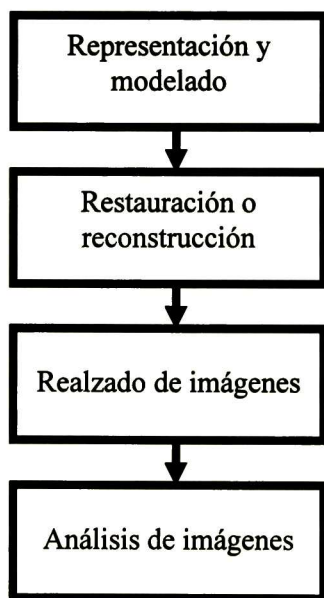 Representación y
modelado
Restauración o
reconstrucción
Realzado de imágenes
Análisis de imágenes